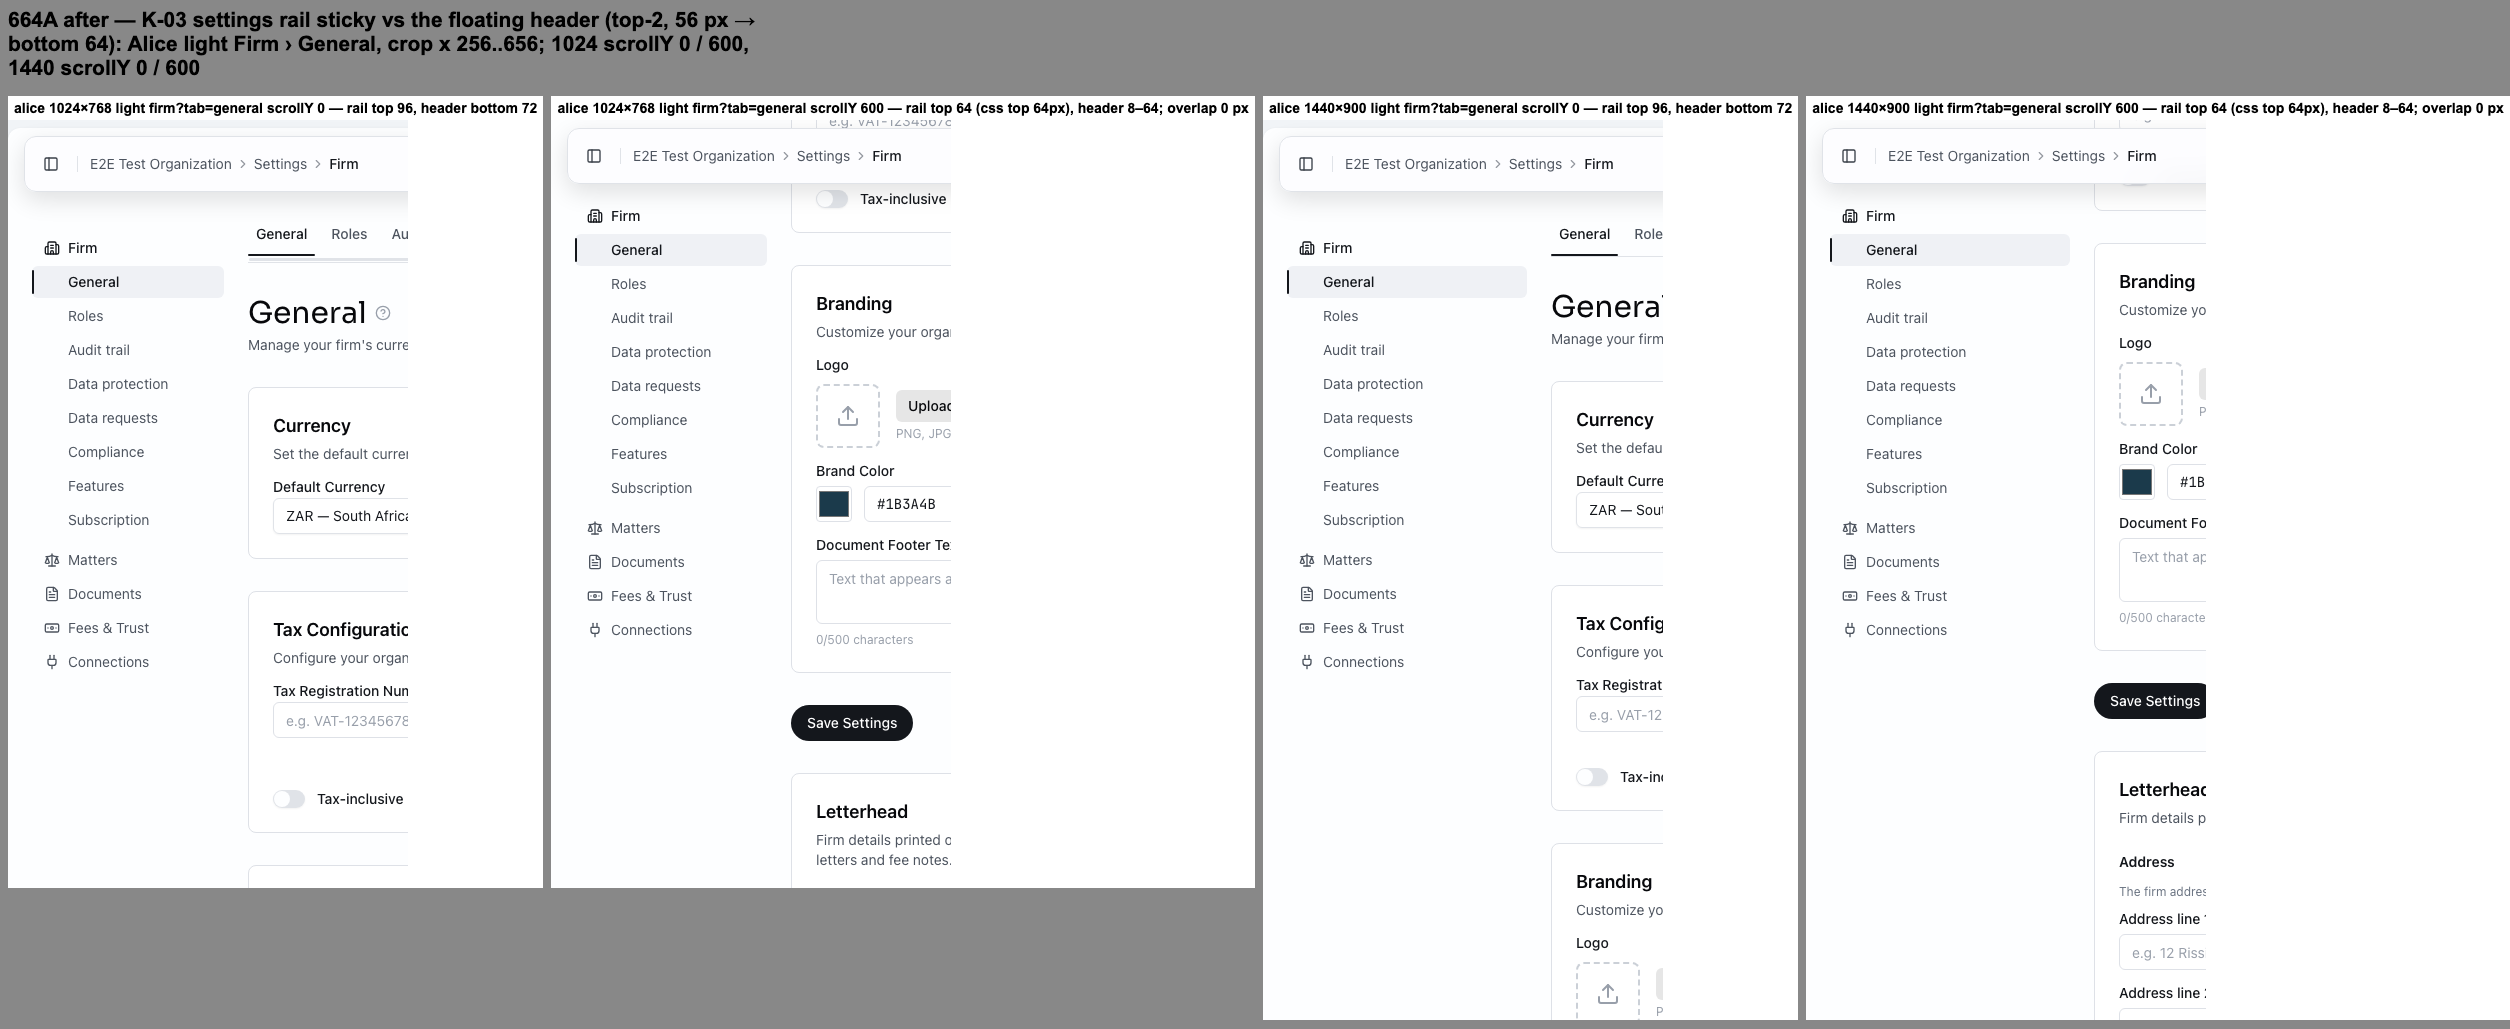 664A after — K-03 settings rail sticky vs the floating header (top-2, 56 px →
bottom 64): Alice light Firm › General, crop x 256..656; 1024 scrollY 0 / 600,
1440 scrollY 0 / 600
alice 1024×768 light firm?tab=general scrollY 0 — rail top 96, header bottom 72
E2E Test Organization > Settings > Firm
Firm
General
Roles
Audit trail
Data protection
Data requests
Compliance
Features
Subscription
Matters
Documents
Fees & Trust
Connections
General Roles Au
General
Manage your firm's curre
Currency
Set the default currer
Default Currency
ZAR — South Africa
Tax Configuratio
Configure your organ
Tax Registration Num
e.g. VAT-12345678
Tax-inclusive
alice 1024×768 light firm?tab=general scrollY 600 — rail top 64 (css top 64px), header 8–64; overlap 0 px
e.g. VAT-12345678
E2E Test Organization > Settings > Firm
Tax-inclusive
Firm
General
Roles
Audit trail
Data protection
Data requests
Compliance
Features
Subscription
Matters
Documents
Fees & Trust
Connections
Branding
Customize your orgar
Logo
Upload
PNG, JPG
Brand Color
#1B3A4B
Document Footer Te
Text that appears a
0/500 characters
Save Settings
Letterhead
Firm details printed o
letters and fee notes.
alice 1440×900 light firm?tab=general scrollY 0 — rail top 96, header bottom 72
E2E Test Organization > Settings > Firm
Firm
General
Roles
Audit trail
Data protection
Data requests
Compliance
Features
Subscription
Matters
Documents
Fees & Trust
Connections
General Role
General
Manage your firm
Currency
Set the defau
Default Curre
ZAR — Sout
Tax Config
Configure you
Tax Registrat
e.g. VAT-12
Tax-inc
Branding
Customize yo
Logo
P
alice 1440×900 light firm?tab=general scrollY 600 — rail top 64 (css top 64px), header 8–64; overlap 0 px
E2E Test Organization > Settings > Firm
Firm
General
Roles
Audit trail
Data protection
Data requests
Compliance
Features
Subscription
Matters
Documents
Fees & Trust
Connections
Branding
Customize yo
Logo
P
Brand Color
#1B
Document Fo
Text that ap
0/500 characte
Save Settings
Letterhead
Firm details p
Address
The firm addres
Address line 1
e.g. 12 Riss
Address line 2